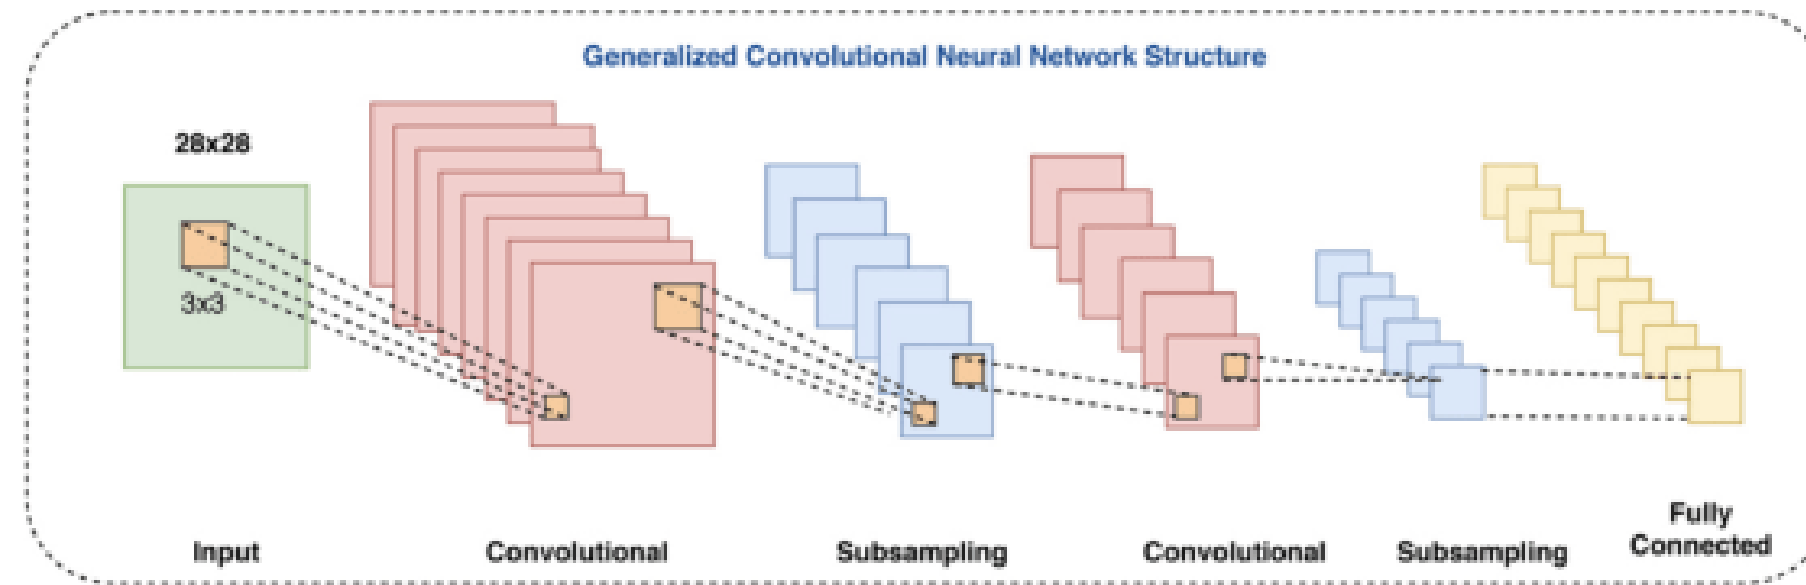 Generalized Convolutional Neural Network Structure
28x28
3x3
Input
Convolutional
Subsampling
Convolutional
Subsampling
Fully
Connected